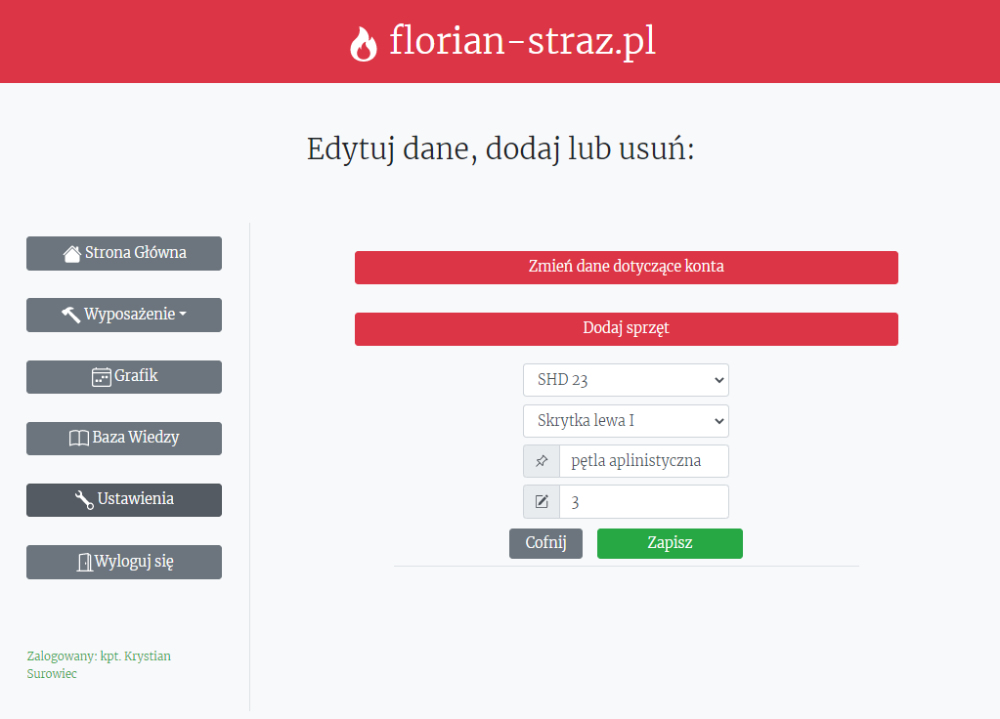 florian-straz.pl
Edytuj dane, dodaj lub usuń:
Strona Główna
Wyposażenie
Grafik
Baza Wiedzy
Ustawienia
Wyloguj się
Zalogowany: kpt. Krystian
Surowiec
Zmień dane dotyczące konta
Dodaj sprzęt
SHD 23
Skrytka lewa I
pętla aplinistyczna
3
Cofnij
Zapisz